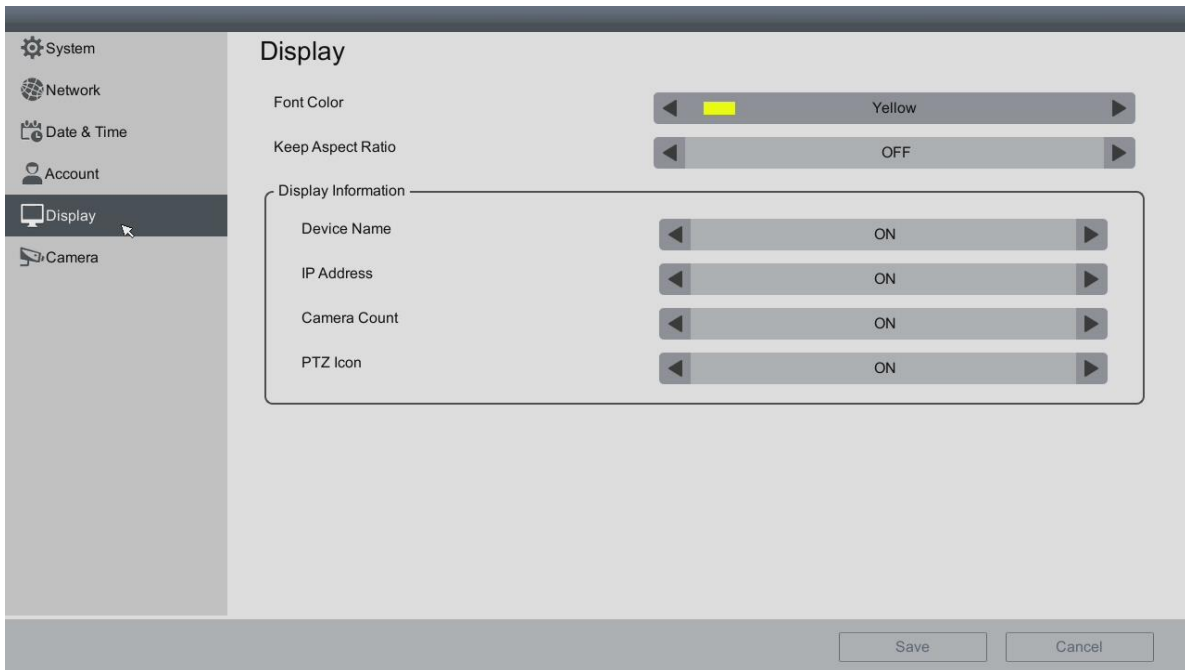 System
Network
Date & Time
Account
Display
Camera
Display
Font Color
Yellow
Keep Aspect Ratio
OFF
Display Information
Device Name
ON
IP Address
ON
Camera Count
ON
PTZ Icon
ON
Save
Cancel